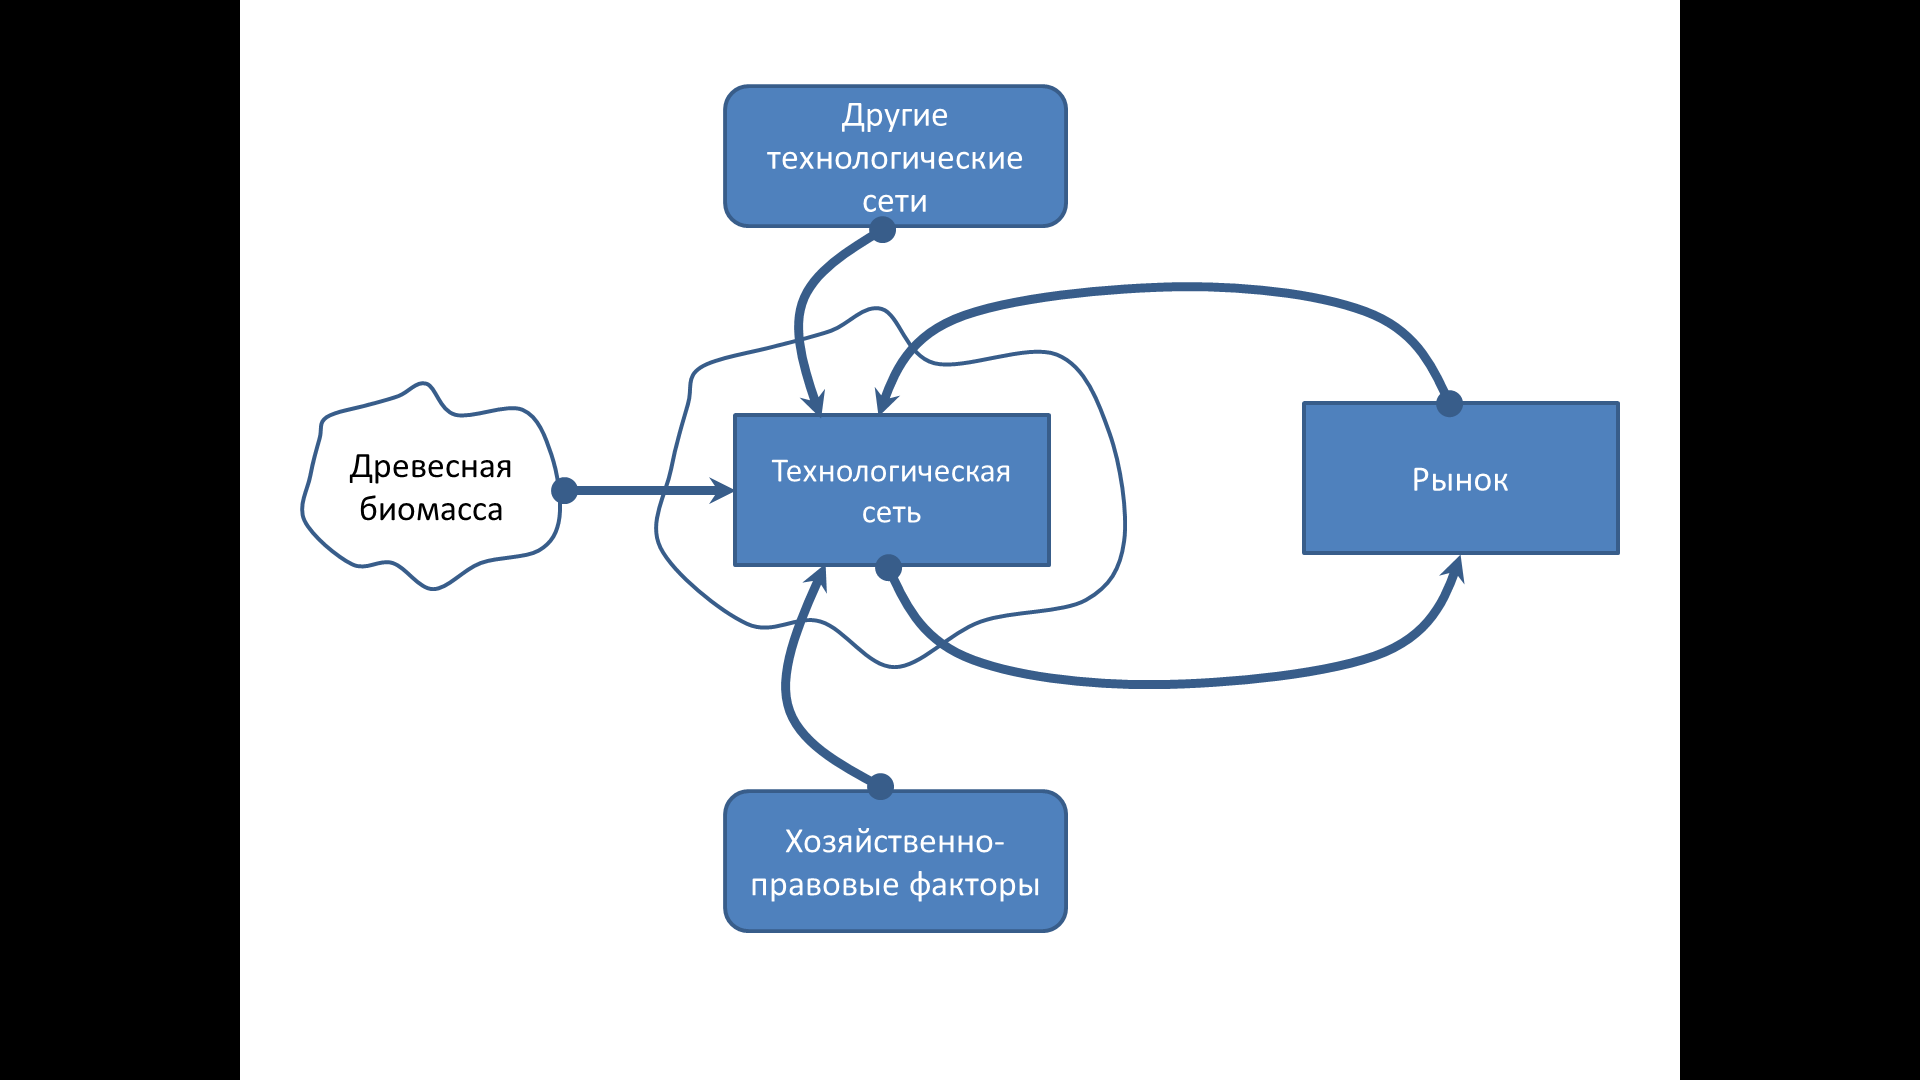 Другие
технологические
сети
Древесная
биомасса
Технологическая
сеть
Рынок
Хозяйственно-
правовые факторы